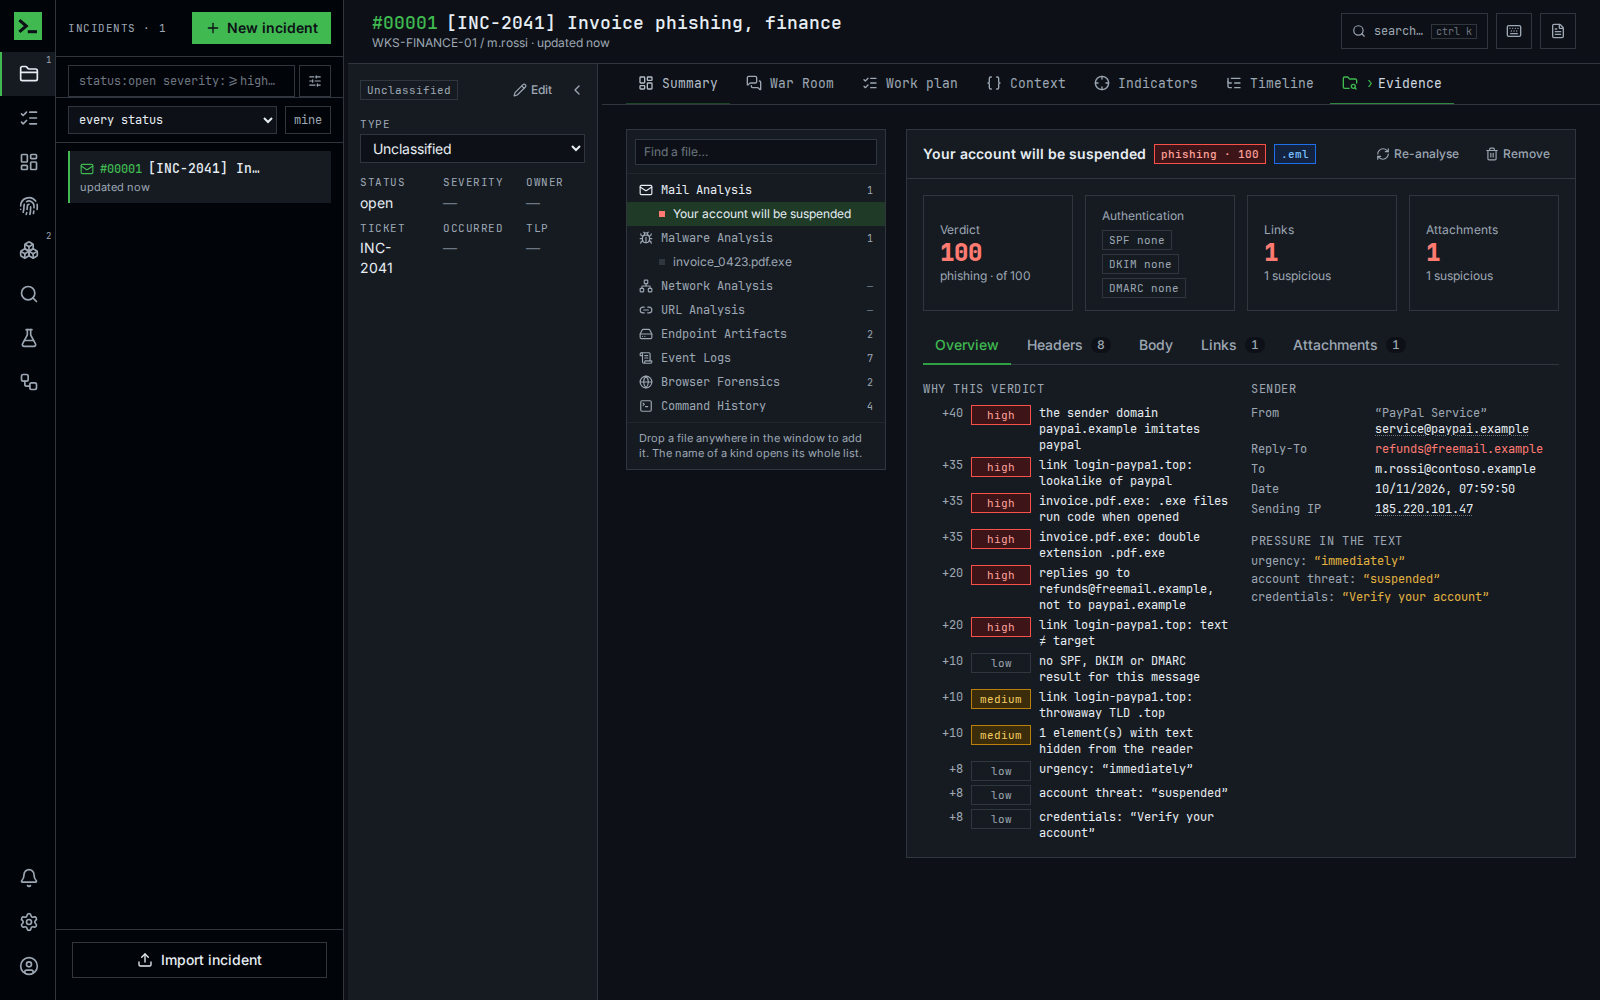 INCIDENTS · 1
New incident
#00001 [INC-2041] Invoice phishing, finance
WKS-FINANCE-01 / m.rossi · updated now
search… ctrl k
1
status:open severity:≥high…
every status
mine
#00001 [INC-2041] In…
updated now
2
Import incident
Unclassified
Edit
TYPE
Unclassified
STATUS SEVERITY OWNER
open — —
TICKET OCCURRED TLP
INC-2041 — —
Summary
War Room
Work plan
Context
Indicators
Timeline
› Evidence
Find a file…
Mail Analysis 1
Your account will be suspended
Malware Analysis 1
invoice_0423.pdf.exe
Network Analysis –
URL Analysis –
Endpoint Artifacts 2
Event Logs 7
Browser Forensics 2
Command History 4
Drop a file anywhere in the window to add
it. The name of a kind opens its whole list.
Your account will be suspended phishing · 100 .eml
Re-analyse
Remove
Verdict
100
phishing · of 100
Authentication
SPF none
DKIM none
DMARC none
Links
1
1 suspicious
Attachments
1
1 suspicious
Overview
Headers 8
Body
Links 1
Attachments 1
WHY THIS VERDICT
+40 high the sender domain
paypai.example imitates
paypal
+35 high link login-paypa1.top:
lookalike of paypal
+35 high invoice.pdf.exe: .exe files
run code when opened
+35 high invoice.pdf.exe: double
extension .pdf.exe
+20 high replies go to
refunds@freemail.example,
not to paypai.example
+20 high link login-paypa1.top: text
≠ target
+10 low no SPF, DKIM or DMARC
result for this message
+10 medium link login-paypa1.top:
throwaway TLD .top
+10 medium 1 element(s) with text
hidden from the reader
+8 low urgency: “immediately”
+8 low account threat: “suspended”
+8 low credentials: “Verify your
account”
SENDER
From “PayPal Service”
service@paypai.example
Reply-To refunds@freemail.example
To m.rossi@contoso.example
Date 10/11/2026, 07:59:50
Sending IP 185.220.101.47
PRESSURE IN THE TEXT
urgency: “immediately”
account threat: “suspended”
credentials: “Verify your account”